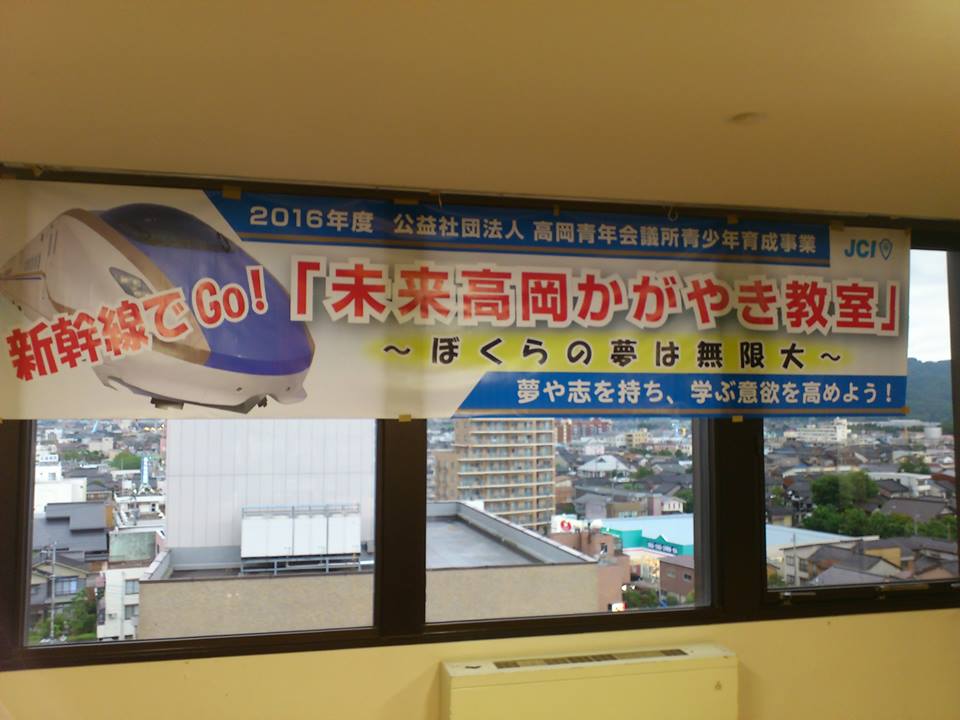 2016年度 公益社団法人 高岡青年会議所青少年育成事業
JCI
新幹線でGo!「未来高岡かがやき教室」
～ぼくらの夢は無限大～
夢や志を持ち、学ぶ意欲を高めよう!